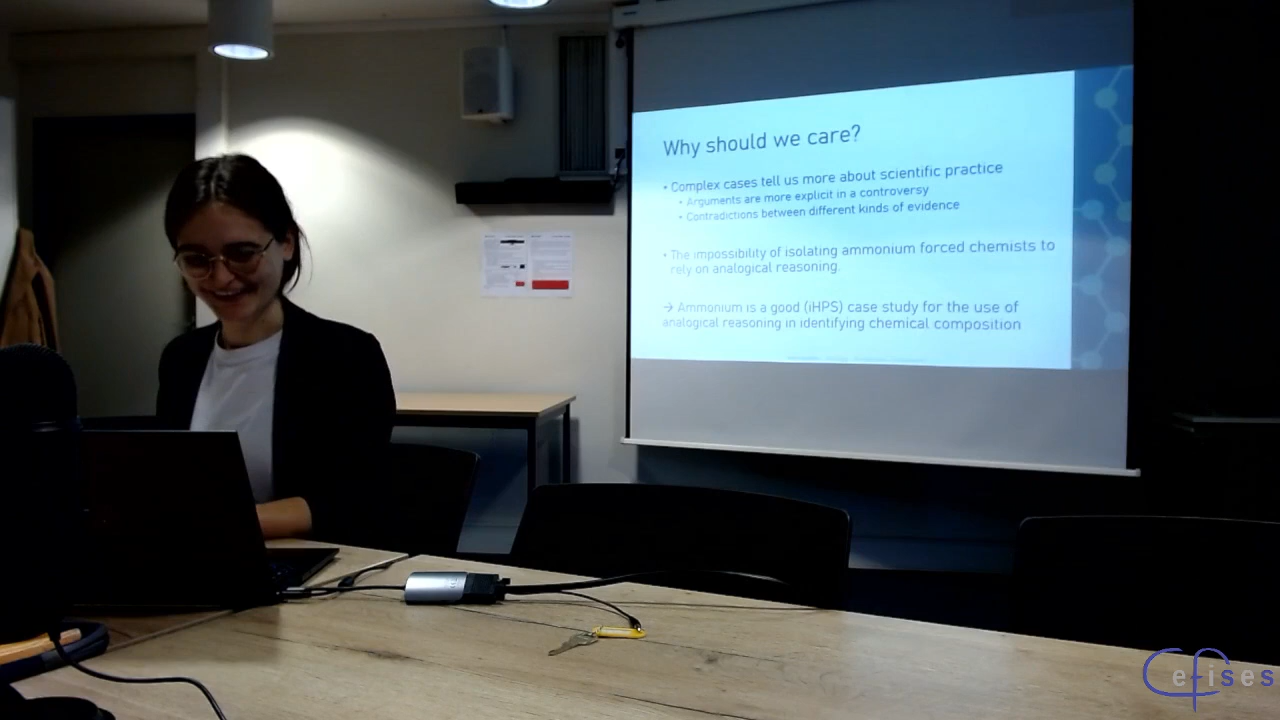 Why should we care?
• Complex cases tell us more about scientific practice
• Arguments are more explicit in a controversy
• Contradictions between different kinds of evidence
• The impossibility of isolating ammonium forced chemists to
rely on analogical reasoning.
→ Ammonium is a good (iHPS) case study for the use of
analogical reasoning in identifying chemical composition
Cefises